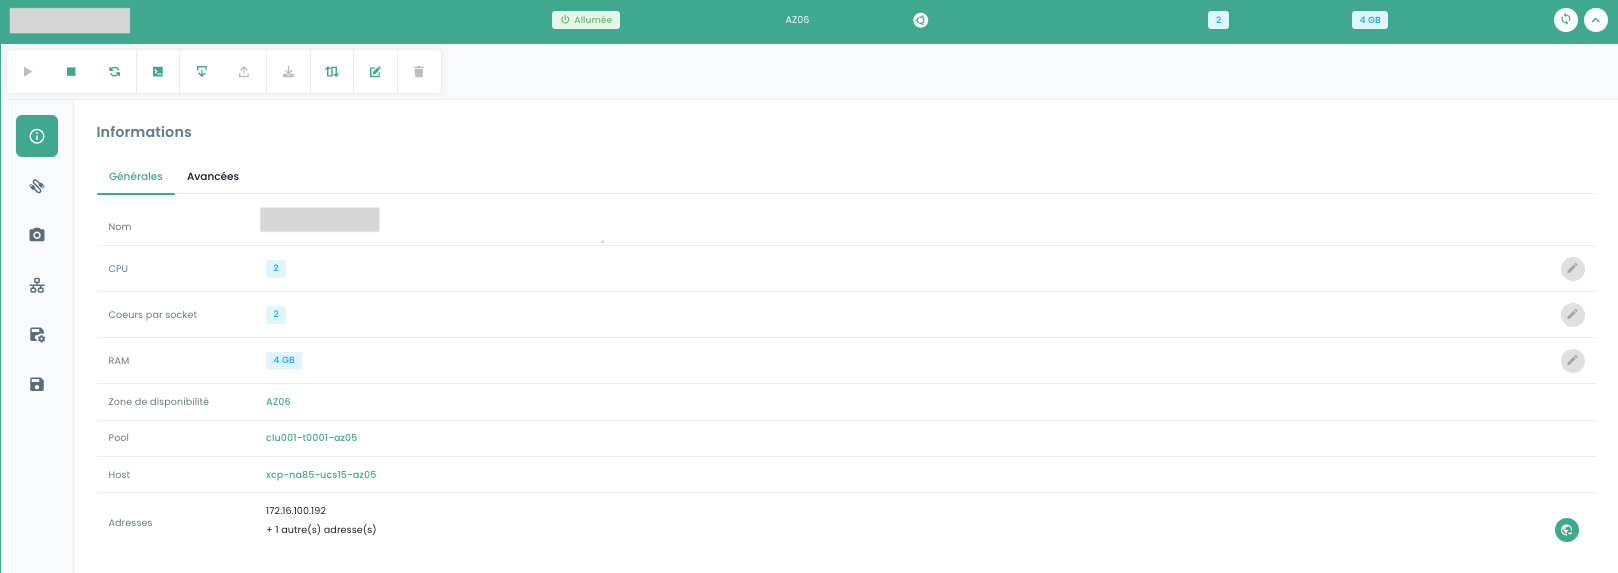 Allumée AZ06 2 4 GB
Informations
Générales Avancées
Nom
CPU 2
Coeurs par socket 2
RAM 4 GB
Zone de disponibilité AZ06
Pool clu001-t0001-az05
Host xcp-na85-ucs15-az05
Adresses 172.16.100.192
+ 1 autre(s) adresse(s)